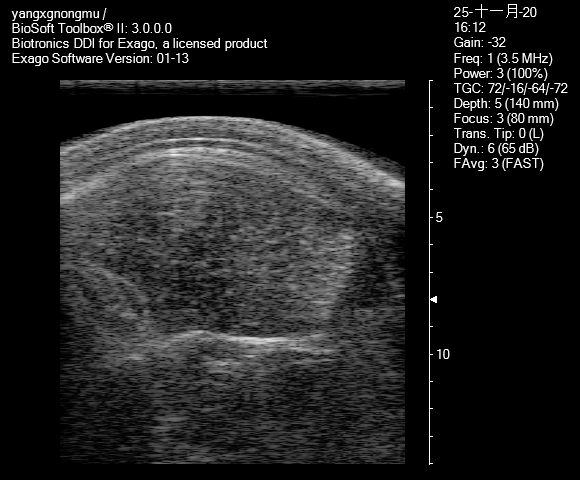 yangxgnongmu /
BioSoft Toolbox® II: 3.0.0.0
Biotronics DDI for Exago, a licensed product
Exago Software Version: 01-13
25-十一月-20
16:12
Gain: -32
Freq: 1 (3.5 MHz)
Power: 3 (100%)
TGC: 72/-16/-64/-72
Depth: 5 (140 mm)
Focus: 3 (80 mm)
Trans. Tip: 0 (L)
Dyn.: 6 (65 dB)
FAvg: 3 (FAST)
5
10